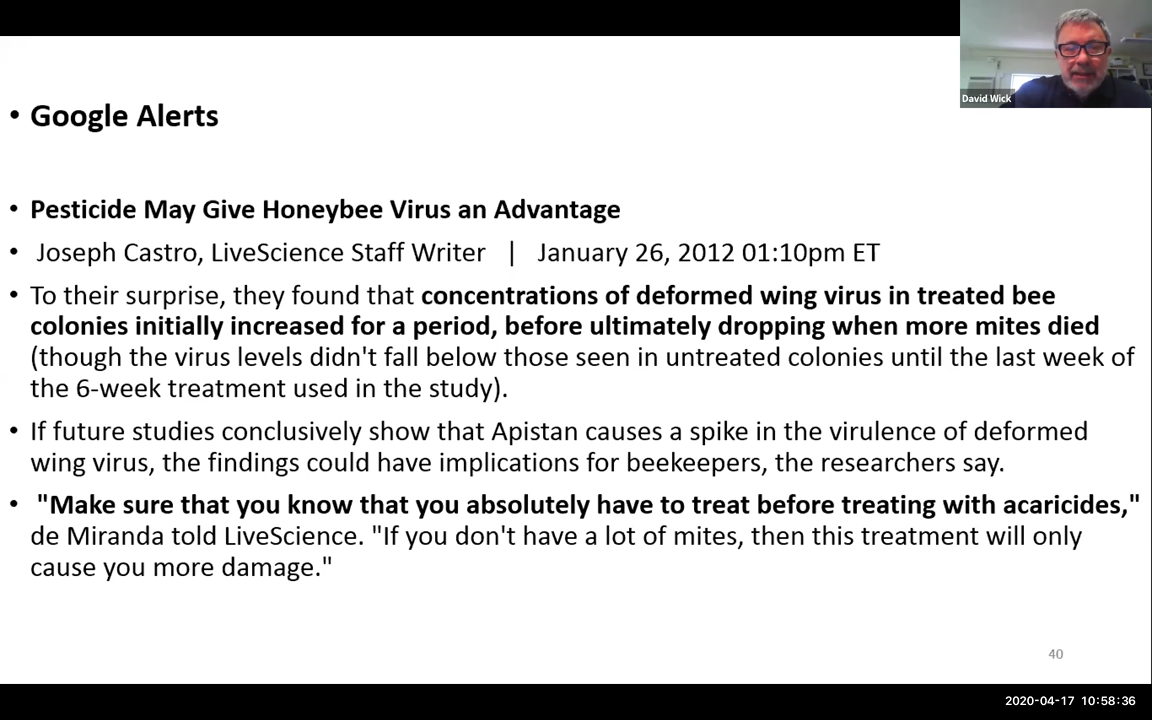 David Wick
• Google Alerts
• Pesticide May Give Honeybee Virus an Advantage
• Joseph Castro, LiveScience Staff Writer | January 26, 2012 01:10pm ET
• To their surprise, they found that concentrations of deformed wing virus in treated bee
colonies initially increased for a period, before ultimately dropping when more mites died
(though the virus levels didn't fall below those seen in untreated colonies until the last week of
the 6-week treatment used in the study).
• If future studies conclusively show that Apistan causes a spike in the virulence of deformed
wing virus, the findings could have implications for beekeepers, the researchers say.
• "Make sure that you know that you absolutely have to treat before treating with acaricides,"
de Miranda told LiveScience. "If you don't have a lot of mites, then this treatment will only
cause you more damage."
40
2020-04-17 10:58:36